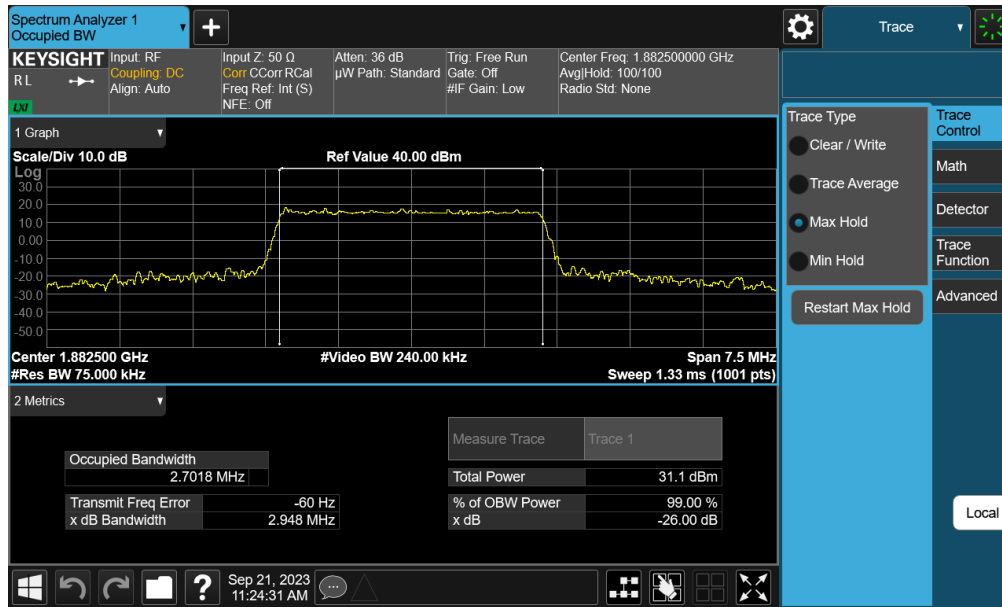 Spectrum Analyzer 1
Occupied BW
+
Trace
KEYSIGHT
R L
LXI
Input: RF
Coupling: DC
Align: Auto
Input Z: 50 Ω
Corr CCorr RCal
Freq Ref: Int (S)
NFE: Off
Atten: 36 dB
µW Path: Standard
Trig: Free Run
Gate: Off
#IF Gain: Low
Center Freq: 1.882500000 GHz
Avg|Hold: 100/100
Radio Std: None
1 Graph
Scale/Div 10.0 dB
Ref Value 40.00 dBm
Log
30.0
20.0
10.0
0.00
-10.0
-20.0
-30.0
-40.0
-50.0
Center 1.882500 GHz
#Video BW 240.00 kHz
Span 7.5 MHz
#Res BW 75.000 kHz
Sweep 1.33 ms (1001 pts)
2 Metrics
Measure Trace
Trace 1
Occupied Bandwidth
2.7018 MHz
Total Power
31.1 dBm
Transmit Freq Error
-60 Hz
% of OBW Power
99.00 %
x dB Bandwidth
2.948 MHz
x dB
-26.00 dB
?
Sep 21, 2023
11:24:31 AM
Trace Type
Clear / Write
Trace Average
Max Hold
Min Hold
Restart Max Hold
Trace
Control
Math
Detector
Trace
Function
Advanced
Local